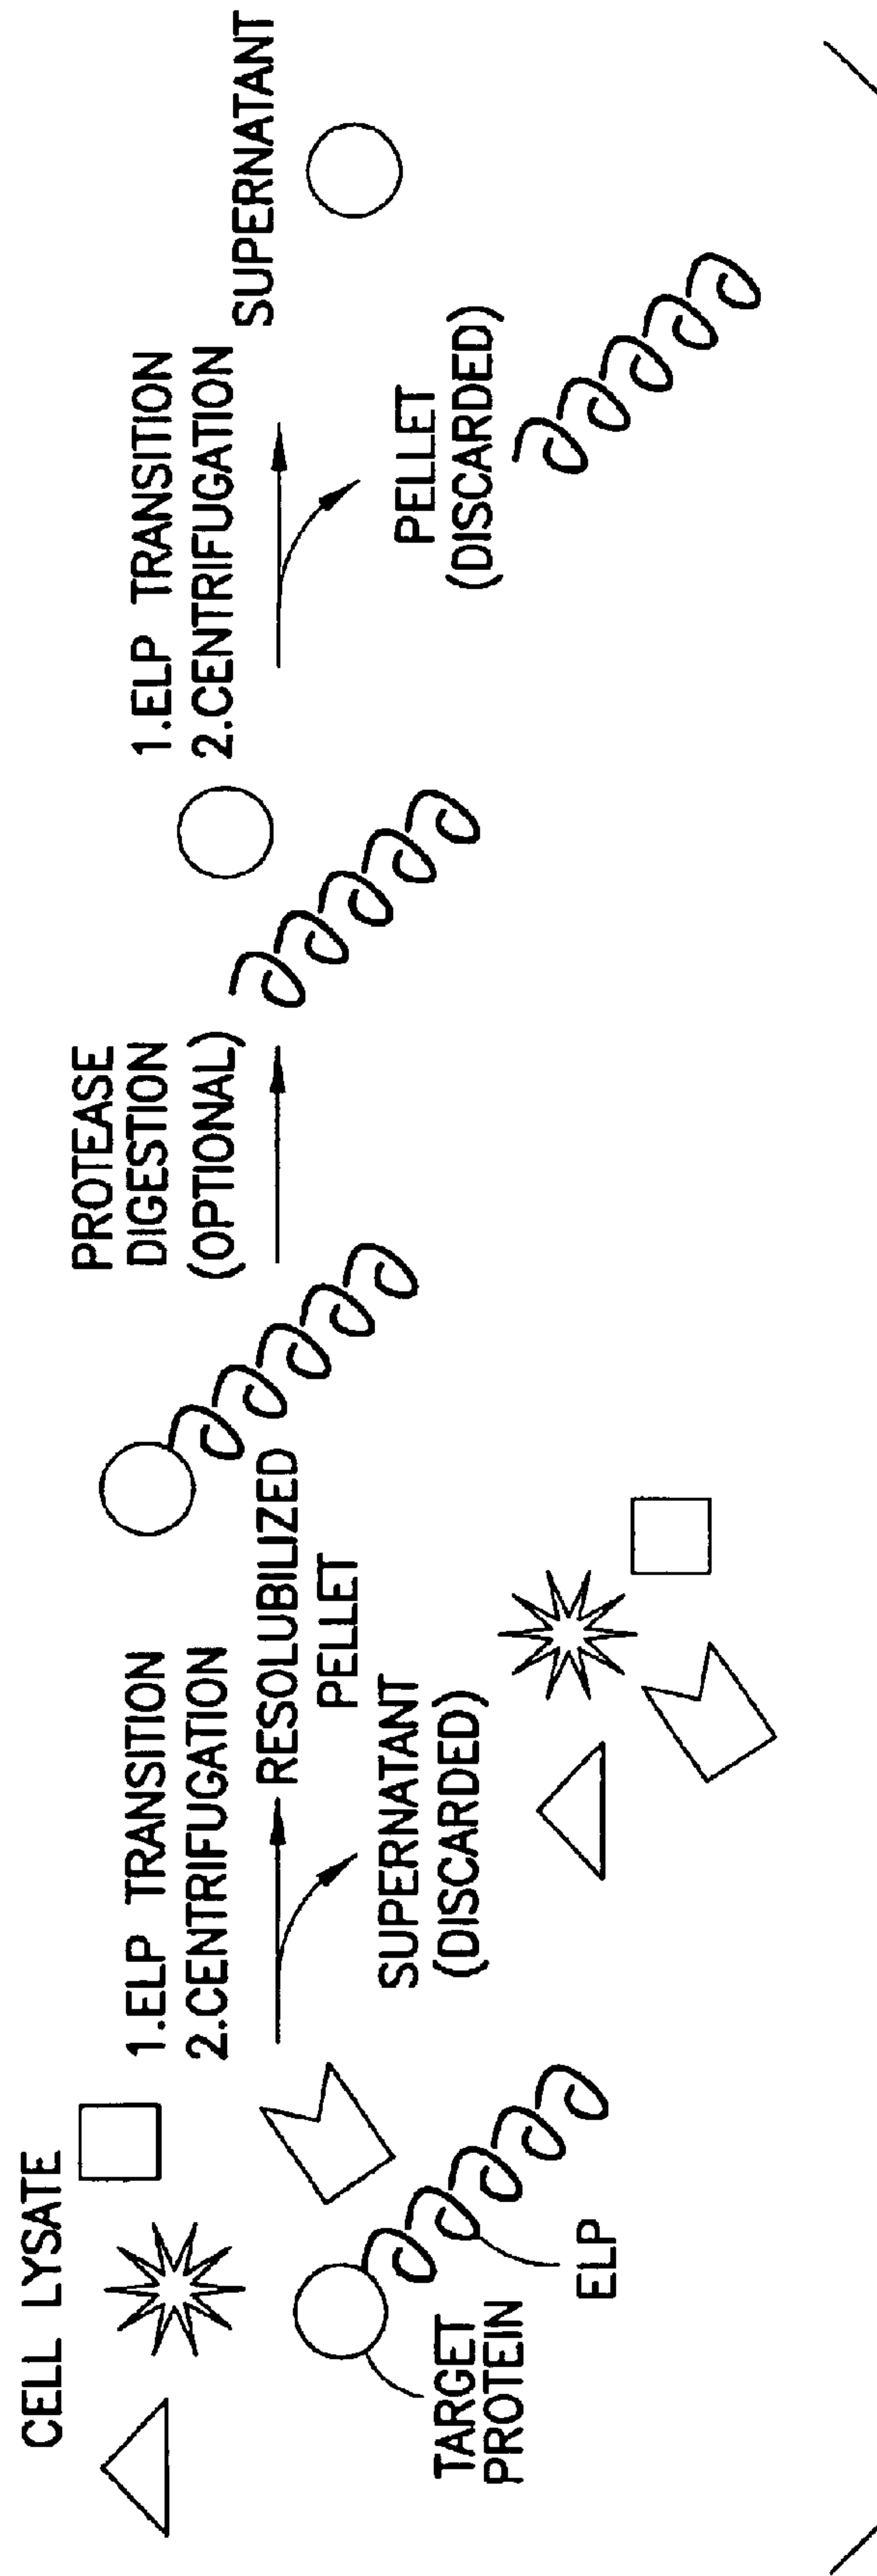 CELL LYSATE
TARGET
PROTEIN
ELP
1.ELP TRANSITION
2.CENTRIFUGATION
SUPERNATANT
(DISCARDED)
RESOLUBILIZED
PELLET
PROTEASE
DIGESTION
(OPTIONAL)
1.ELP TRANSITION
2.CENTRIFUGATION
PELLET
(DISCARDED)
SUPERNATANT